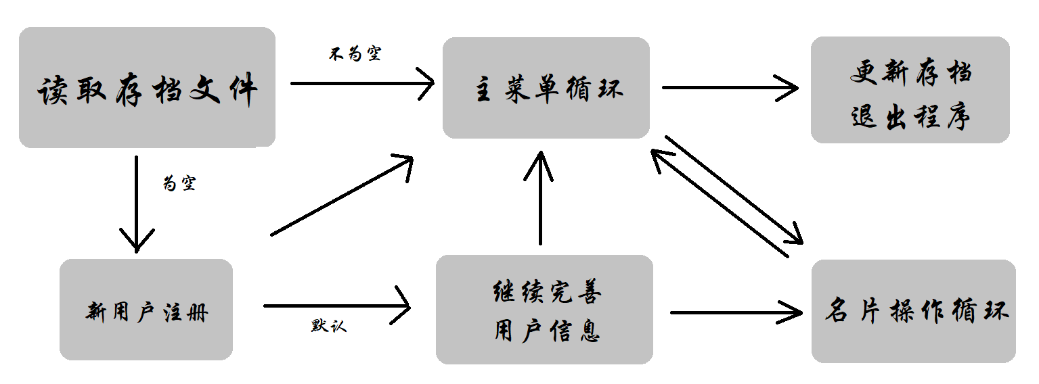 读取存档文件
不为空
主菜单循环
更新存档
退出程序
为空
新用户注册
默认
继续完善
用户信息
名片操作循环